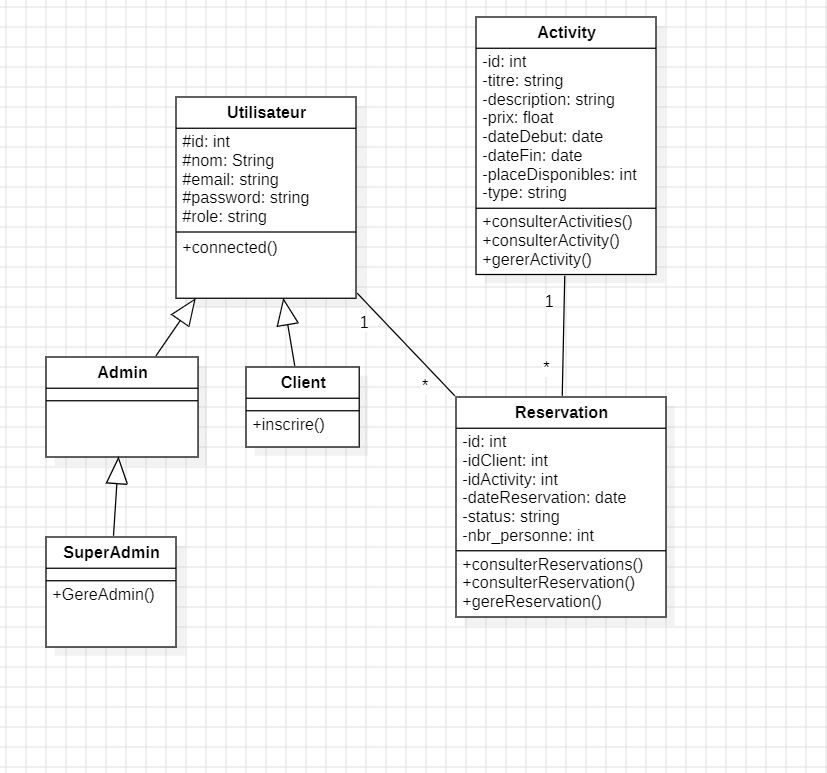 Activity
-id: int
-titre: string
-description: string
-prix: float
-dateDebut: date
-dateFin: date
-placeDisponibles: int
-type: string
+consulterActivities()
+consulterActivity()
+gererActivity()
Utilisateur
#id: int
#nom: String
#email: string
#password: string
#role: string
+connected()
1
*
1
*
Admin
Client
+inscrire()
SuperAdmin
+GereAdmin()
Reservation
-id: int
-idClient: int
-idActivity: int
-dateReservation: date
-status: string
-nbr_personne: int
+consulterReservations()
+consulterReservation()
+gereReservation()